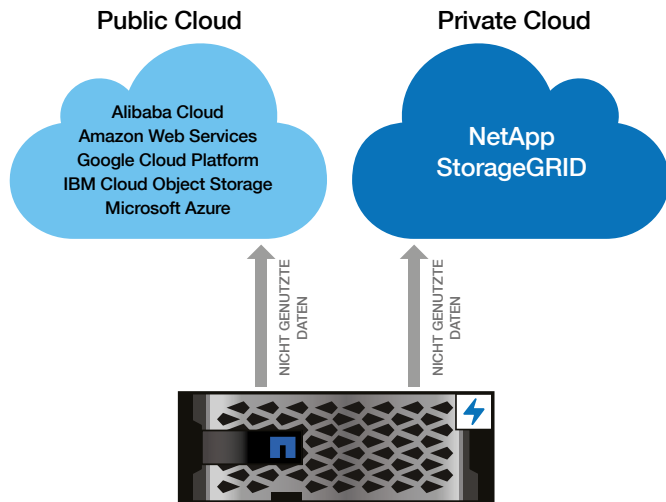 Public Cloud
Private Cloud
Alibaba Cloud
Amazon Web Services
Google Cloud Platform
IBM Cloud Object Storage
Microsoft Azure
NetApp
StorageGRID
NICHT GENUTZTE
DATEN
NICHT GENUTZTE
DATEN